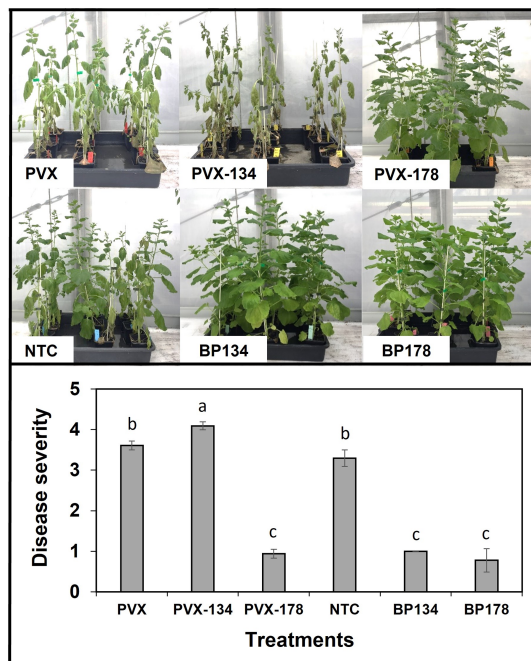 PVX
PVX-134
PVX-178
NTC
BP134
BP178
Disease severity
5
4
3
2
1
0
b
a
c
b
c
c
PVX
PVX-134
PVX-178
NTC
BP134
BP178
Treatments